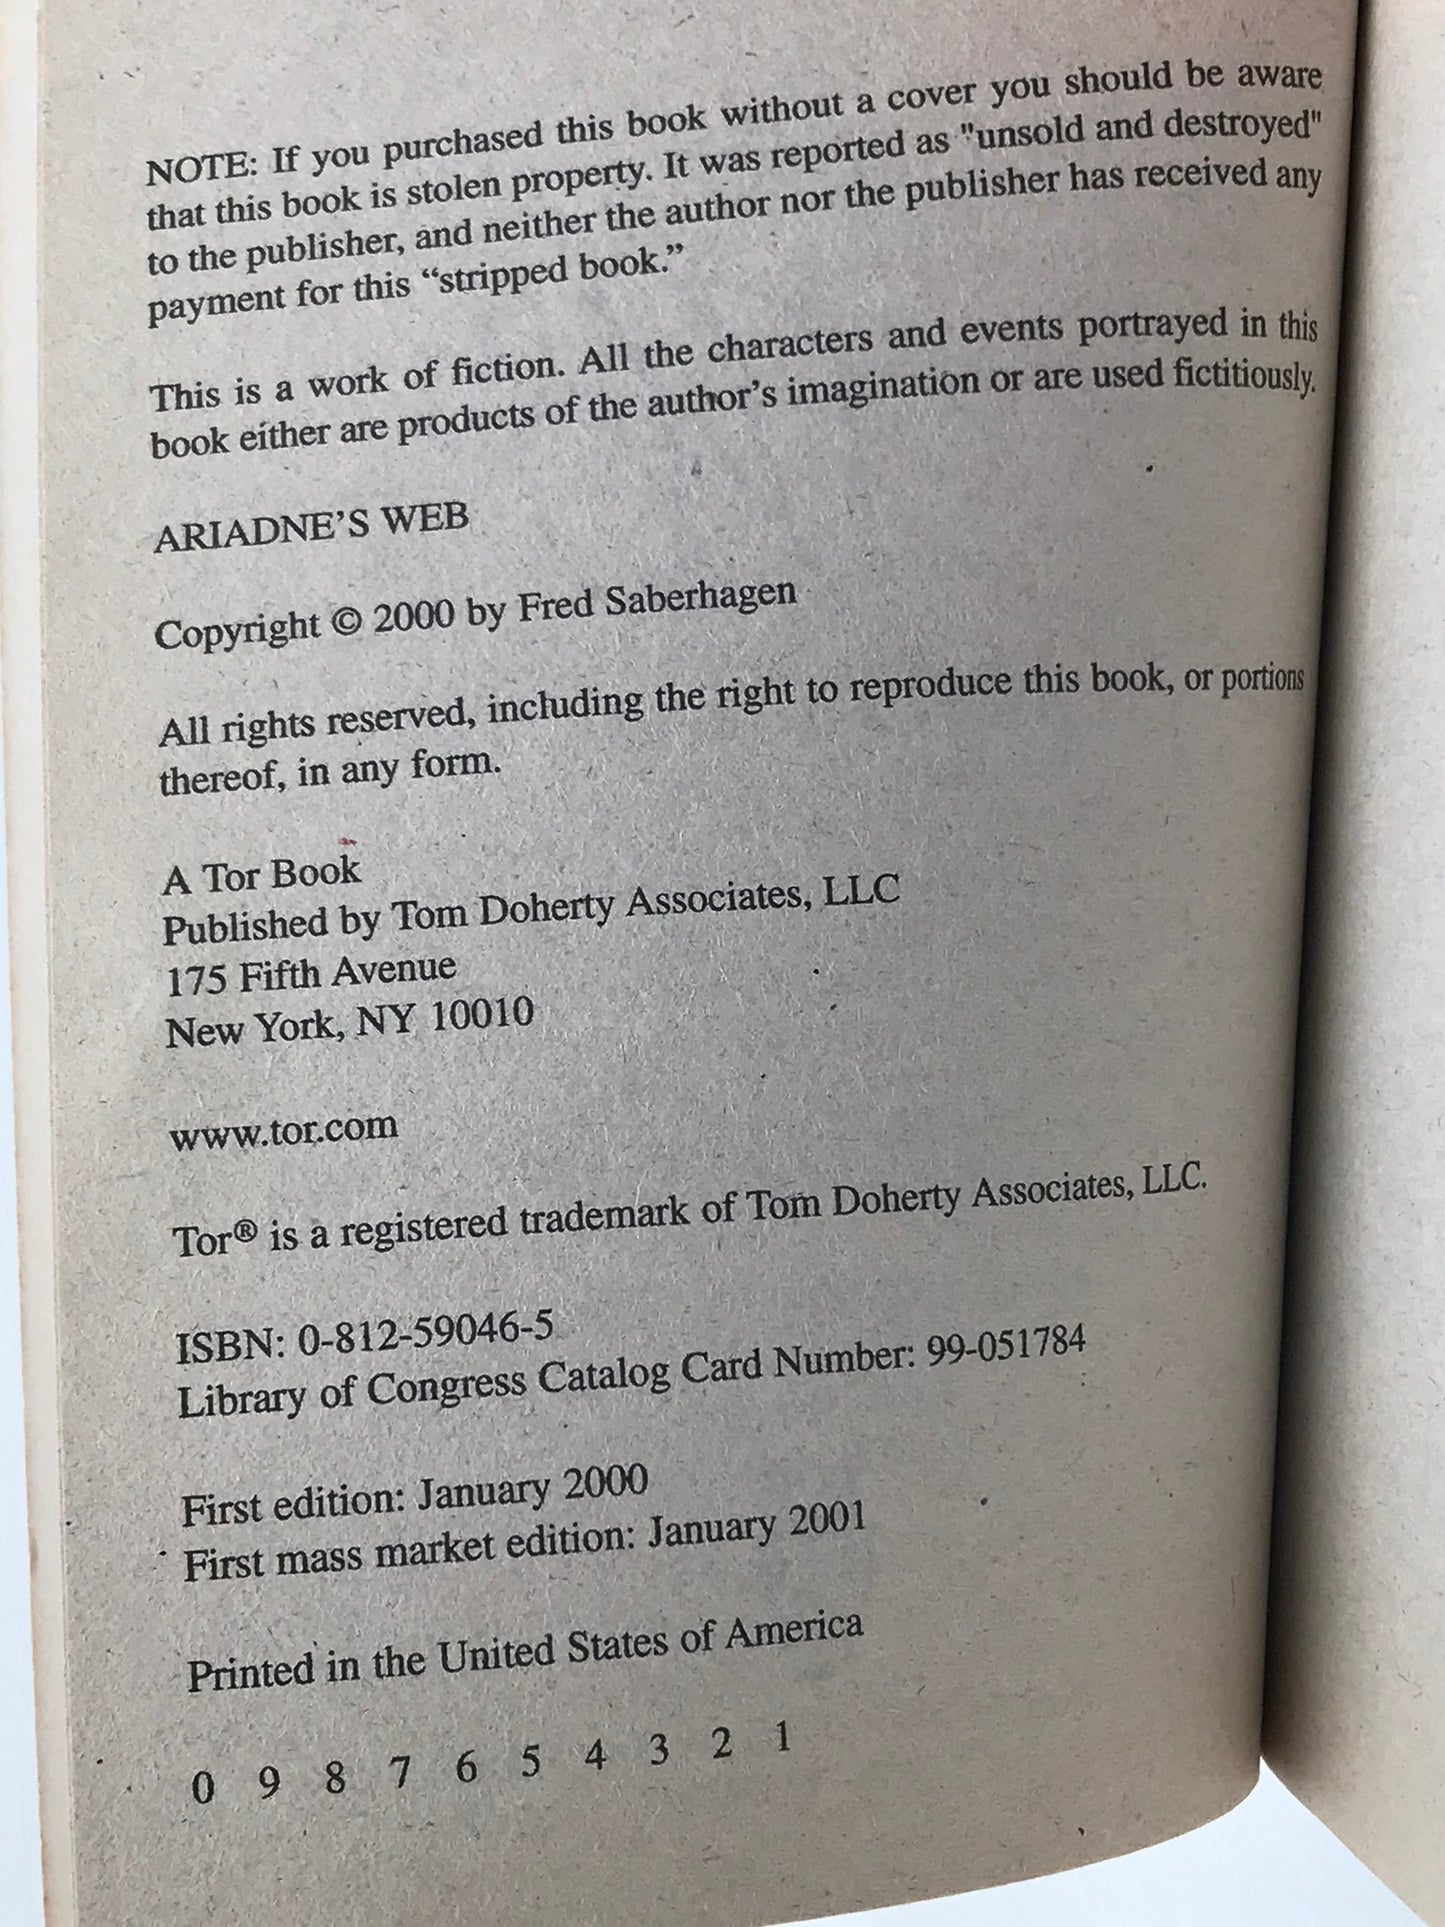 NOTE: If you purchased this book without a cover you should be aware
that this book is stolen property. It was reported as "unsold and destroyed"
to the publisher, and neither the author nor the publisher has received any
payment for this “stripped book.”
This is a work of fiction. All the characters and events portrayed in this
book either are products of the author’s imagination or are used fictitiously.
ARIADNE’S WEB
Copyright © 2000 by Fred Saberhagen
All rights reserved, including the right to reproduce this book, or portions
thereof, in any form.
A Tor Book
Published by Tom Doherty Associates, LLC
175 Fifth Avenue
New York, NY 10010
www.tor.com
Tor® is a registered trademark of Tom Doherty Associates, LLC.
ISBN: 0-812-59046-5
Library of Congress Catalog Card Number: 99-051784
First edition: January 2000
First mass market edition: January 2001
Printed in the United States of America
0 9 8 7 6 5 4 3 2 1